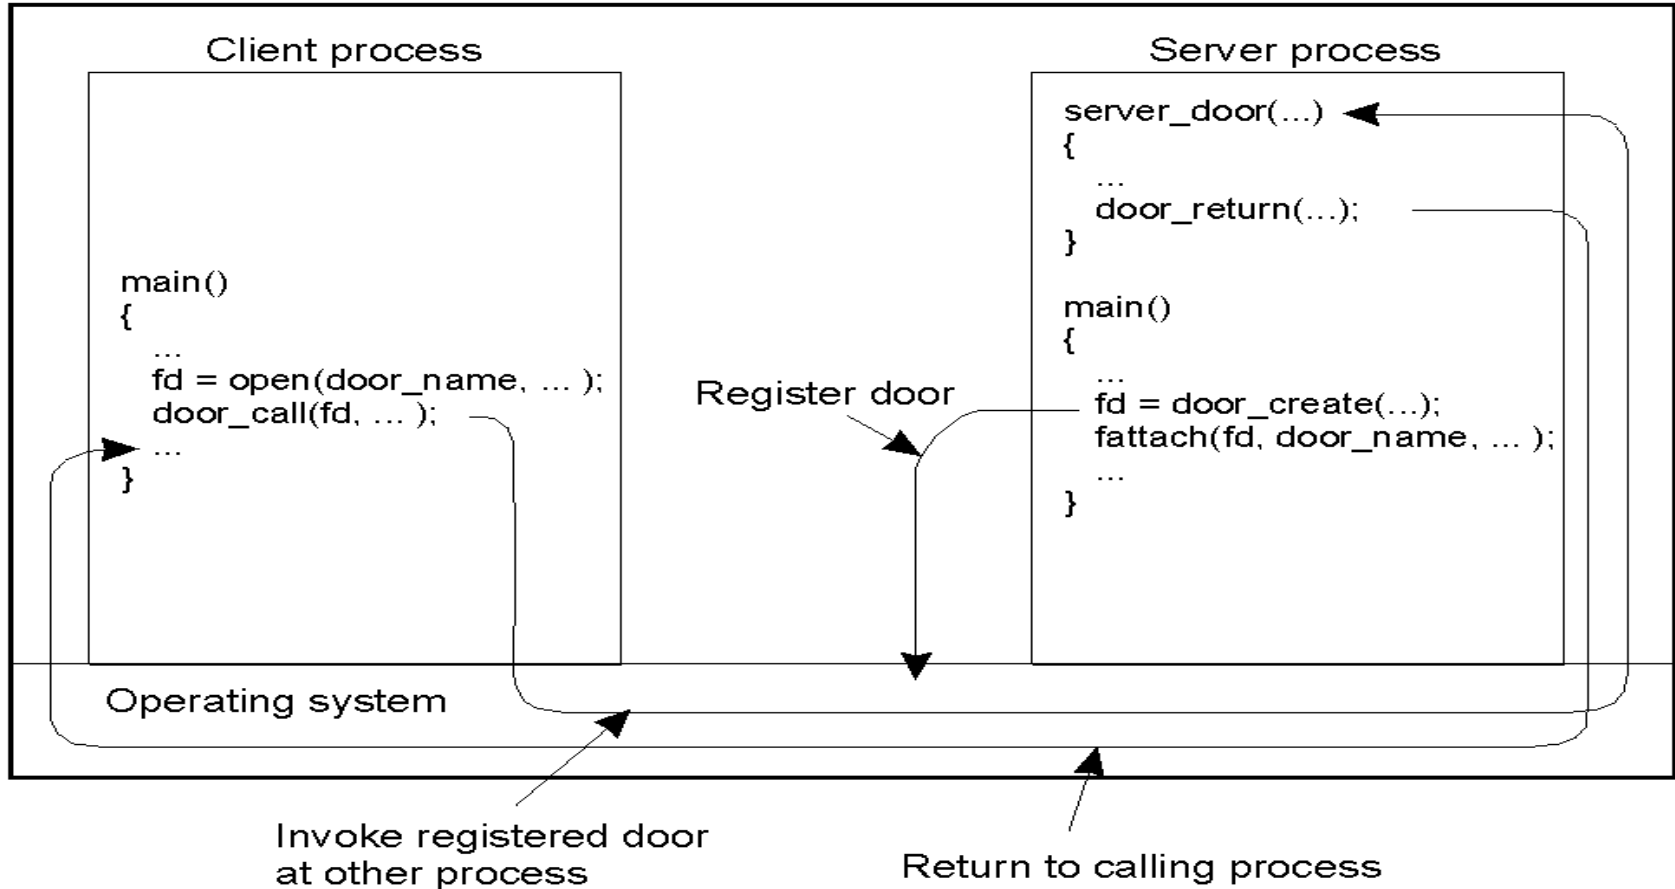 Client process
main()
{
...
fd = open(door_name, ... );
door_call(fd, ... );
...
}
Register door
Server process
server_door(...)
{
...
door_return(...);
}
main()
{
...
fd = door_create(...);
fattach(fd, door_name, ... );
...
}
Operating system
Invoke registered door
at other process
Return to calling process